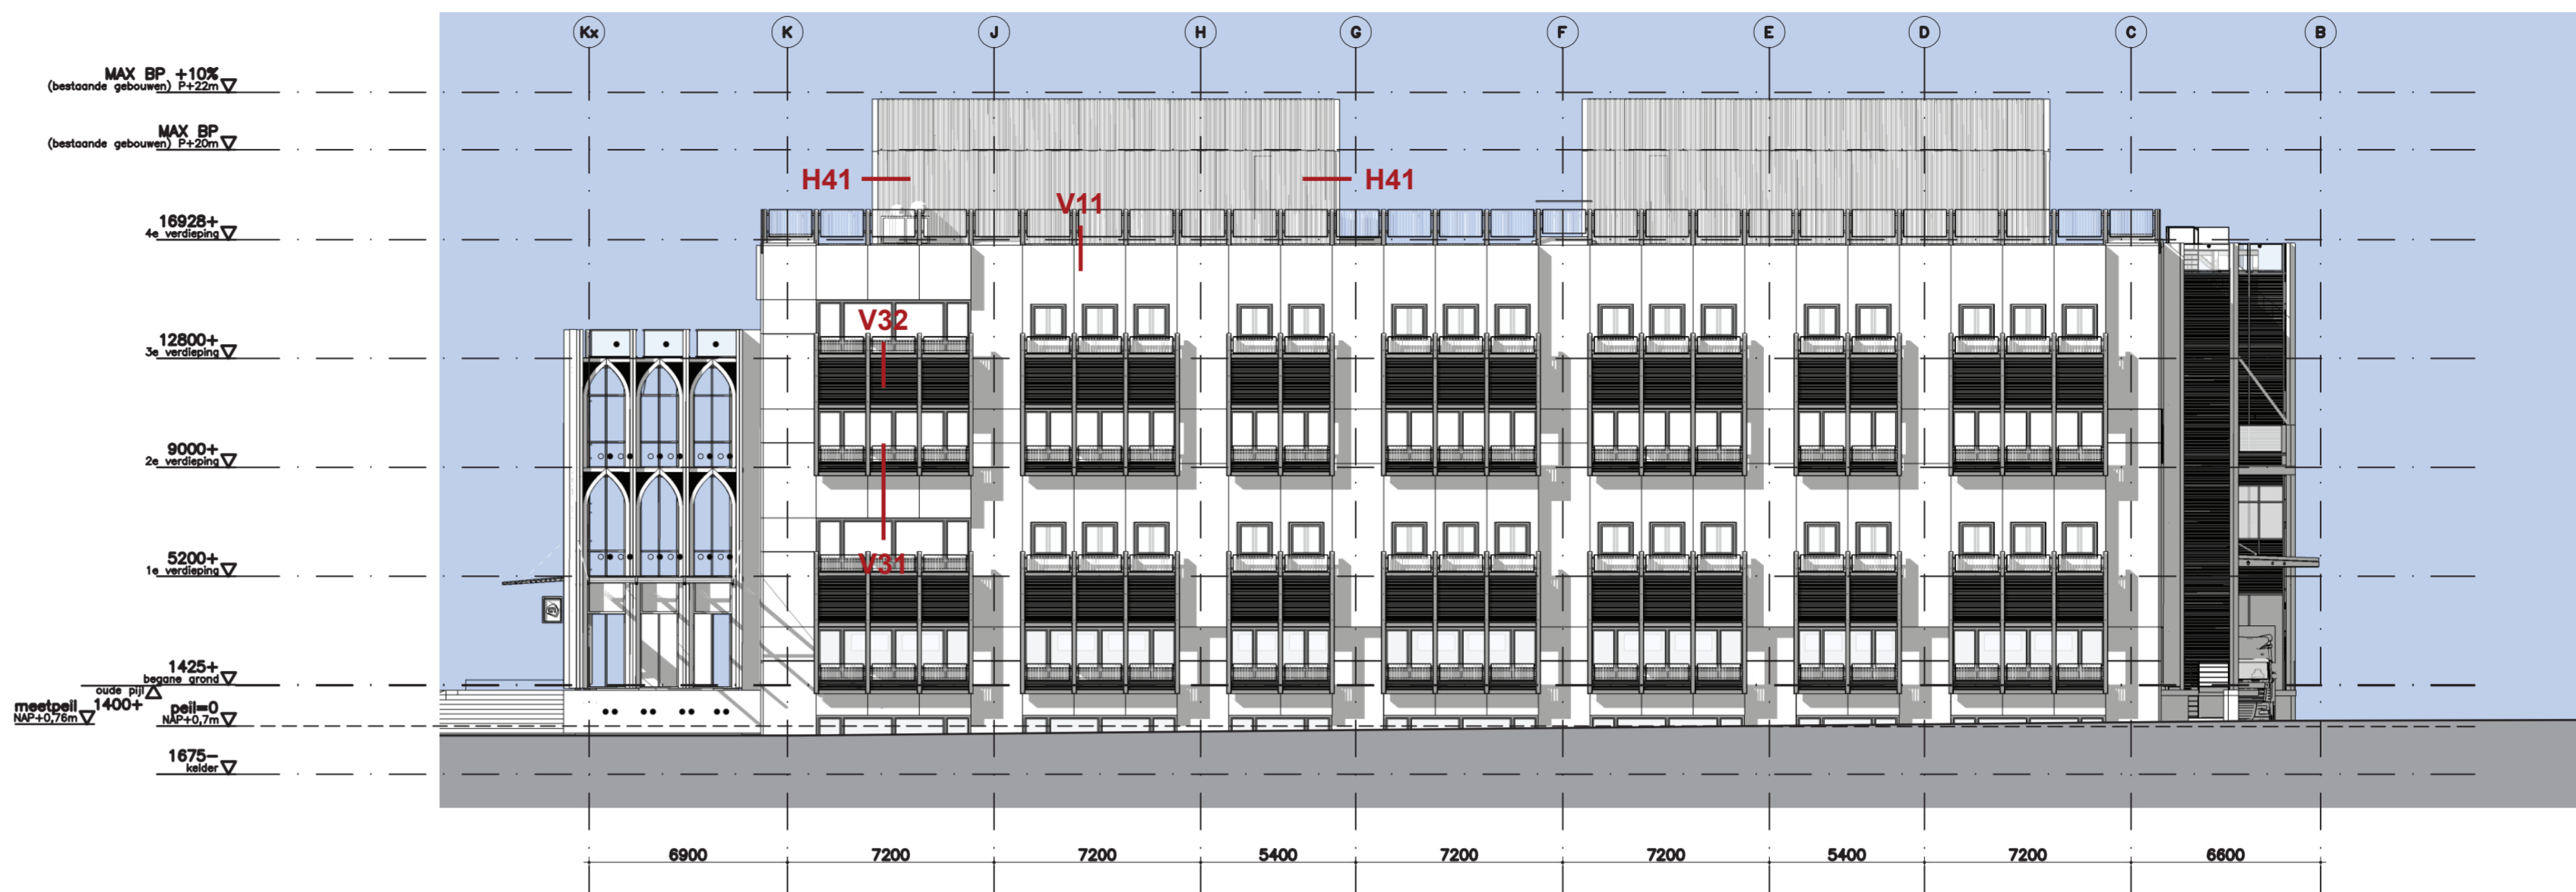 Kx K J H G F E D C B
MAX BP +10%
(bestaande gebouwen) P+22m
MAX BP
(bestaande gebouwen) P+20m
H41 H41
V11
16928+
4e verdieping
V32
12800+
3e verdieping
9000+
2e verdieping
5200+
1e verdieping
V31
1425+
begane grond
oude pijl
1400+
meetpeil
NAP+0,76m
peil=0
NAP+0,7m
1675-
kelder
6900 7200 7200 5400 7200 7200 5400 7200 6600